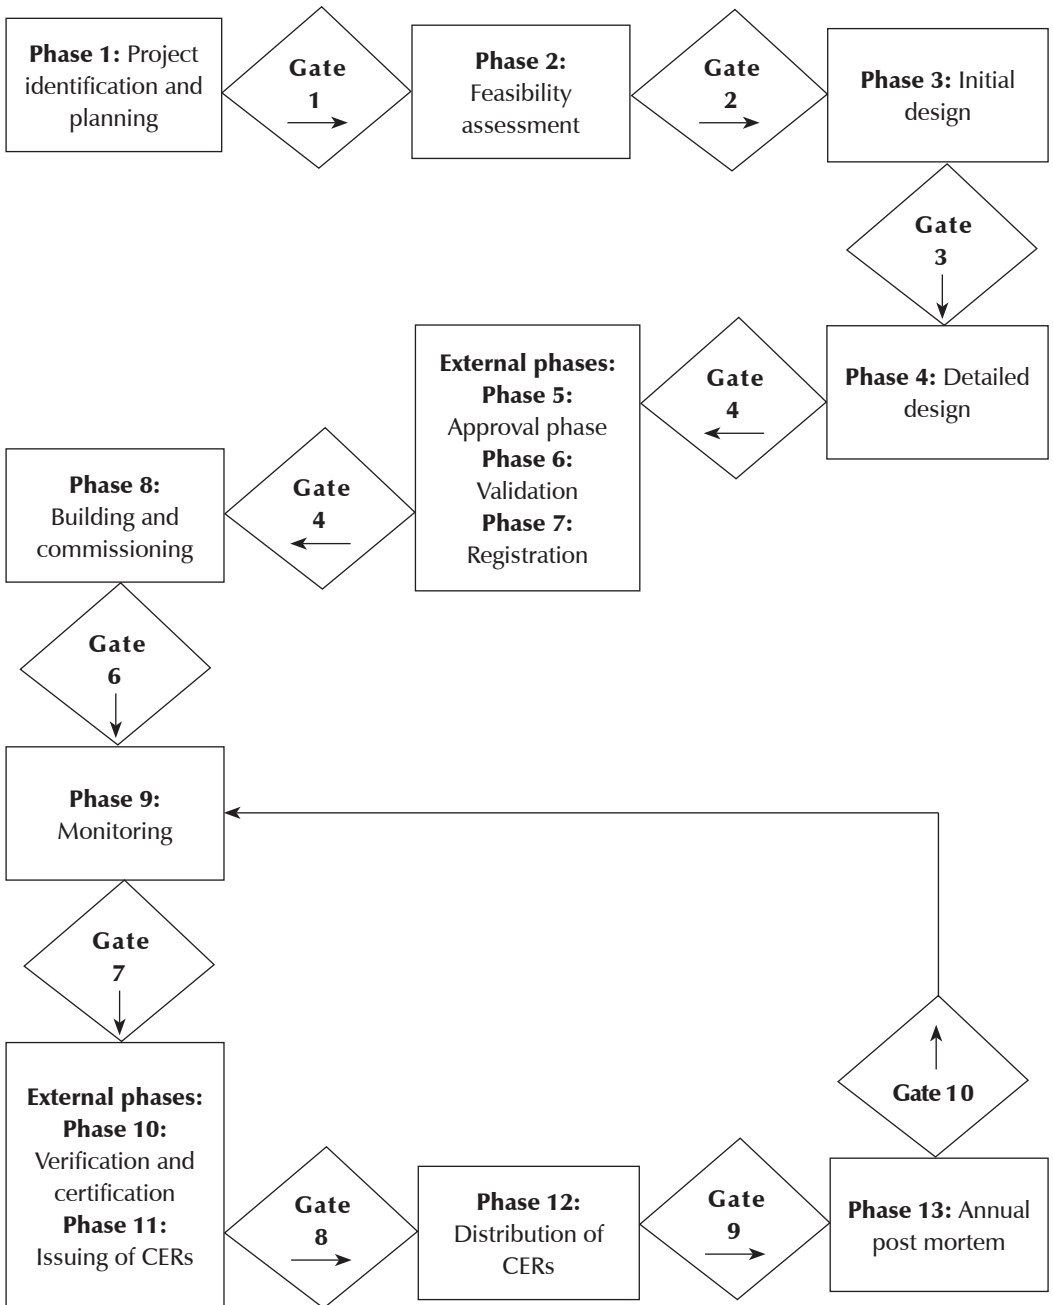 Phase 1: Project
identification and
planning
Gate
1
Phase 2:
Feasibility
assessment
Gate
2
Phase 3: Initial
design
Gate
3
Phase 4: Detailed
design
Gate
4
External phases:
Phase 5:
Approval phase
Phase 6:
Validation
Phase 7:
Registration
Gate
4
Phase 8:
Building and
commissioning
Gate
6
Phase 9:
Monitoring
Gate
7
External phases:
Phase 10:
Verification and
certification
Phase 11:
Issuing of CERs
Gate
8
Phase 12:
Distribution of
CERs
Gate
9
Phase 13: Annual
post mortem
Gate 10